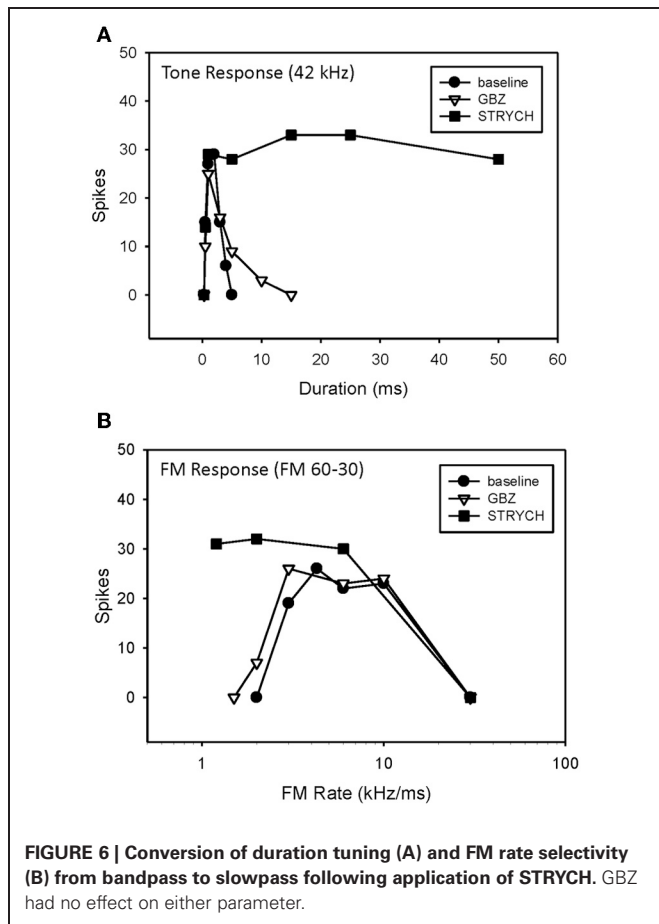 A
Tone Response (42 kHz)
baseline
GBZ
STRYCH
50
40
30
20
10
0
Spikes
0 10 20 30 40 50 60
Duration (ms)
B
FM Response (FM 60-30)
baseline
GBZ
STRYCH
50
40
30
20
10
0
Spikes
1 10 100
FM Rate (kHz/ms)
FIGURE 6 | Conversion of duration tuning (A) and FM rate selectivity
(B) from bandpass to slowpass following application of STRYCH. GBZ
had no effect on either parameter.